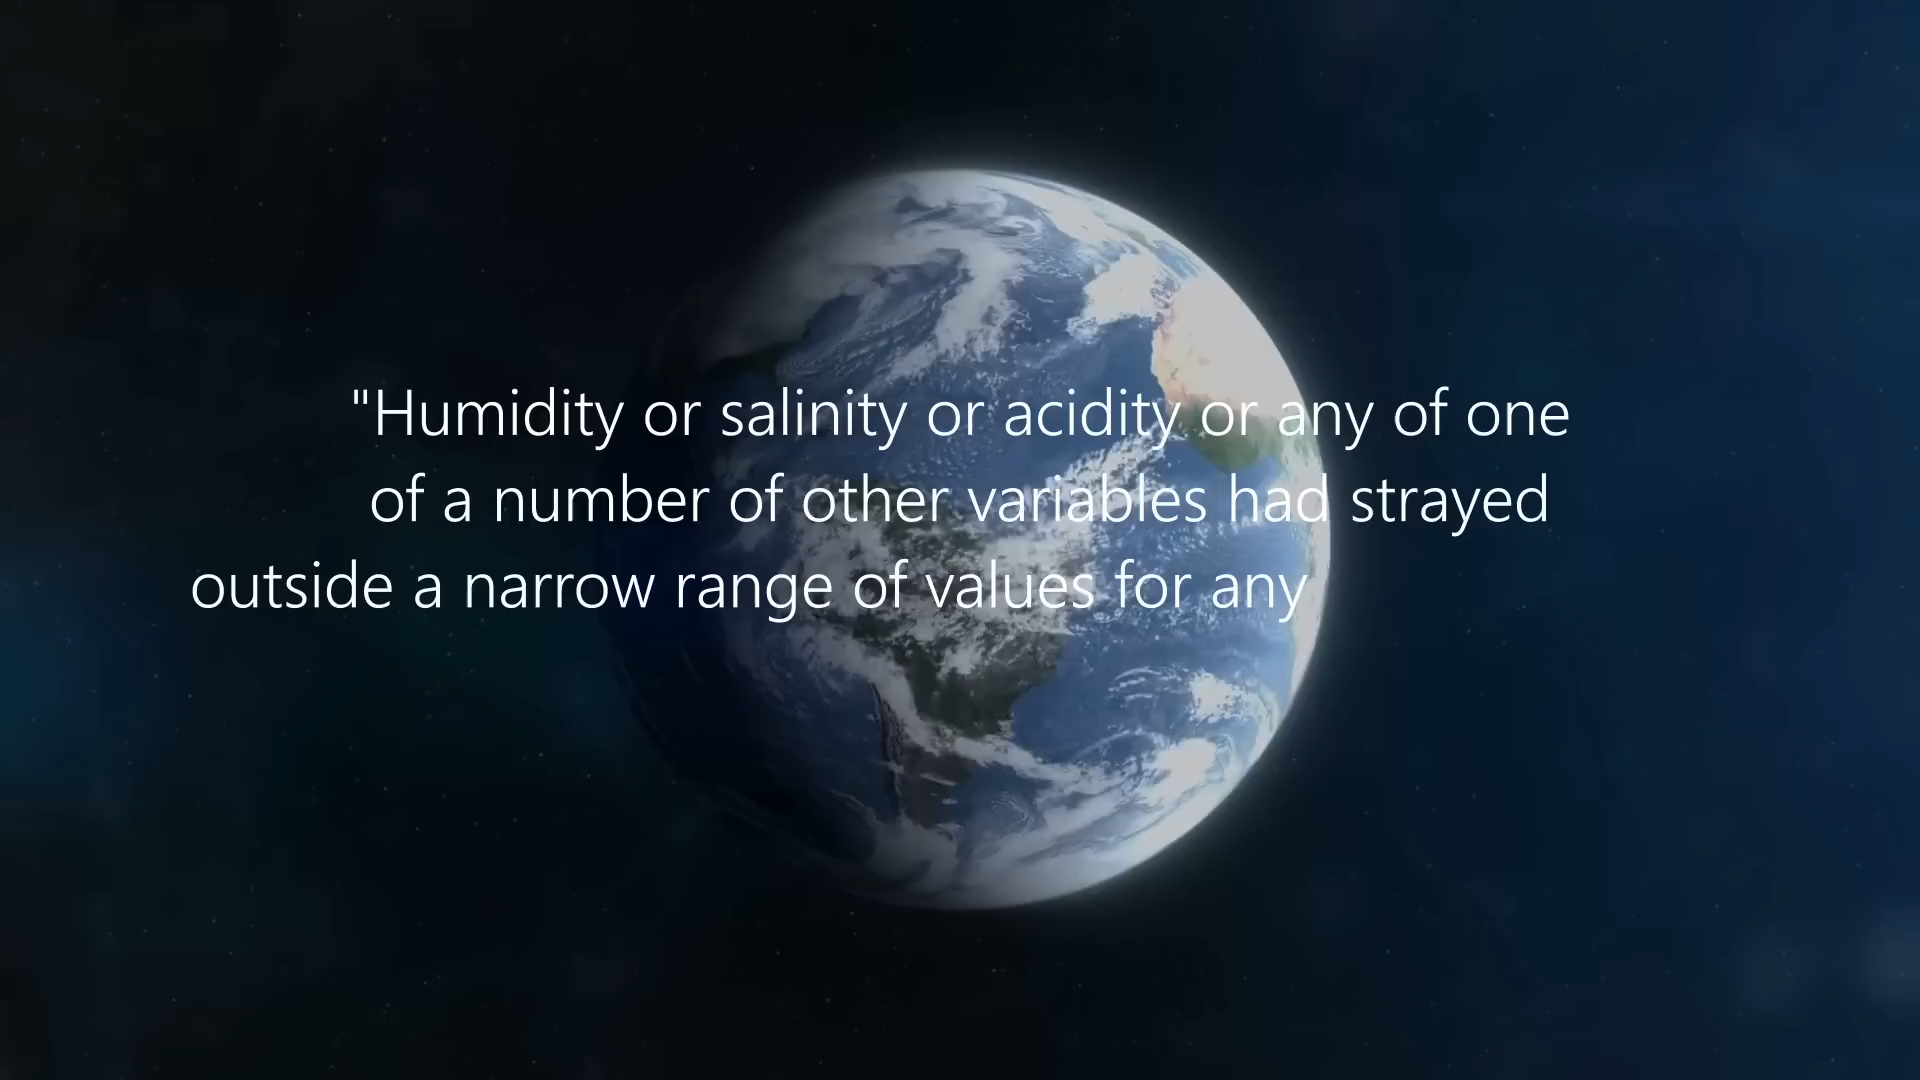 "Humidity or salinity or acidity or any of one
of a number of other variables had strayed
outside a narrow range of values for any